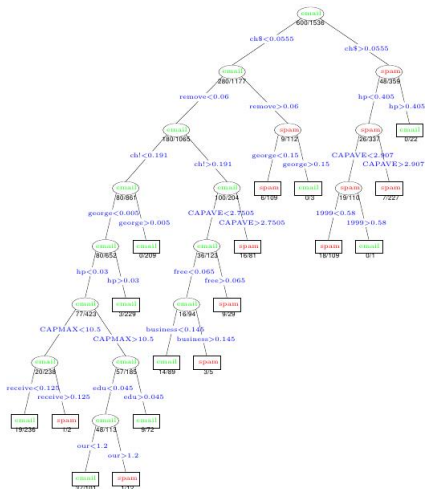 email
600/1536
ch$<0.0555
ch$>0.0555
email
280/1177
spam
48/359
remove<0.06
remove>0.06
hp<0.405
hp>0.405
email
180/1065
spam
9/112
spam
26/337
email
0/22
ch!<0.191
ch!>0.191
george<0.15
george>0.15
CAPAVE<2.907
CAPAVE>2.907
email
80/861
email
100/204
spam
6/109
email
0/3
spam
19/110
spam
7/227
george<0.005
george>0.005
CAPAVE<2.7505
CAPAVE>2.7505
1999<0.58
1999>0.58
email
80/652
email
0/209
email
36/123
spam
16/81
spam
18/109
email
0/1
hp<0.03
hp>0.03
free<0.065
free>0.065
email
77/423
email
3/229
email
16/94
spam
9/29
CAPMAX<10.5
CAPMAX>10.5
business<0.145
business>0.145
email
20/238
email
57/185
email
14/89
spam
3/5
receive<0.125
receive>0.125
edu<0.045
edu>0.045
email
19/236
spam
1/2
email
48/113
email
9/72
our<1.2
our>1.2
email
37/101
spam
1/12